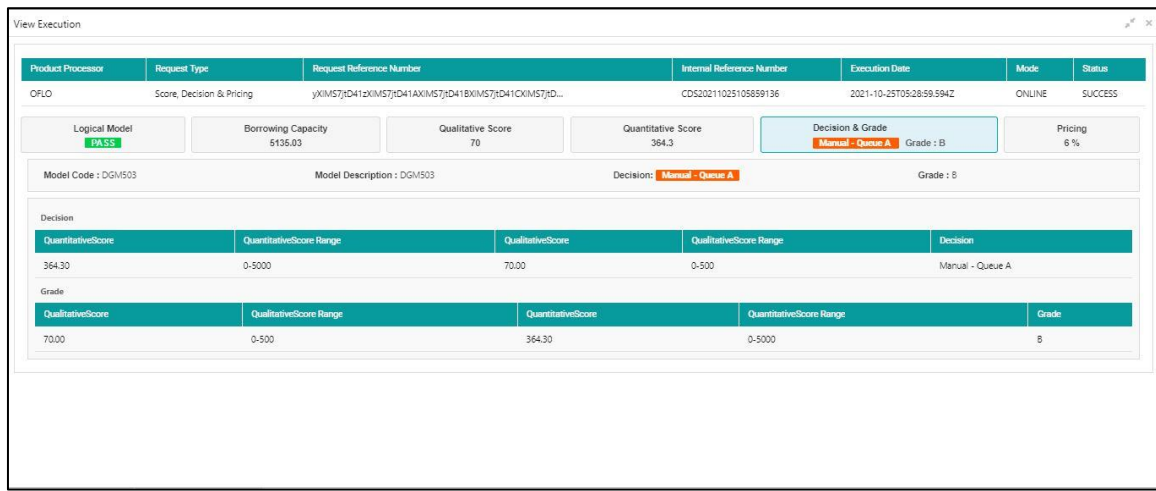 View Execution
Product Processor Request Type Request Reference Number Internal Reference Number Execution Date Mode Status
OFLO Score, Decision & Pricing yXIMS7jtD41zXIMS7jtD41AXIMS7jtD41BXIMS7jtD41CXIMS7jtD... CDS20211025105859136 2021-10-25T05:28:59.594Z ONLINE SUCCESS
Logical Model Borrowing Capacity Qualitative Score Quantitative Score Decision & Grade Pricing
PASS 5135.03 70 364.3 Manual - Queue A Grade : B 6 %
Model Code : DGM503 Model Description : DGM503 Decision: Manual - Queue A Grade : B
Decision
QuantitativeScore QuantitativeScore Range QualitativeScore QualitativeScore Range Decision
364.30 0-5000 70.00 0-500 Manual - Queue A
Grade
QualitativeScore QualitativeScore Range QuantitativeScore QuantitativeScore Range Grade
70.00 0-500 364.30 0-5000 B